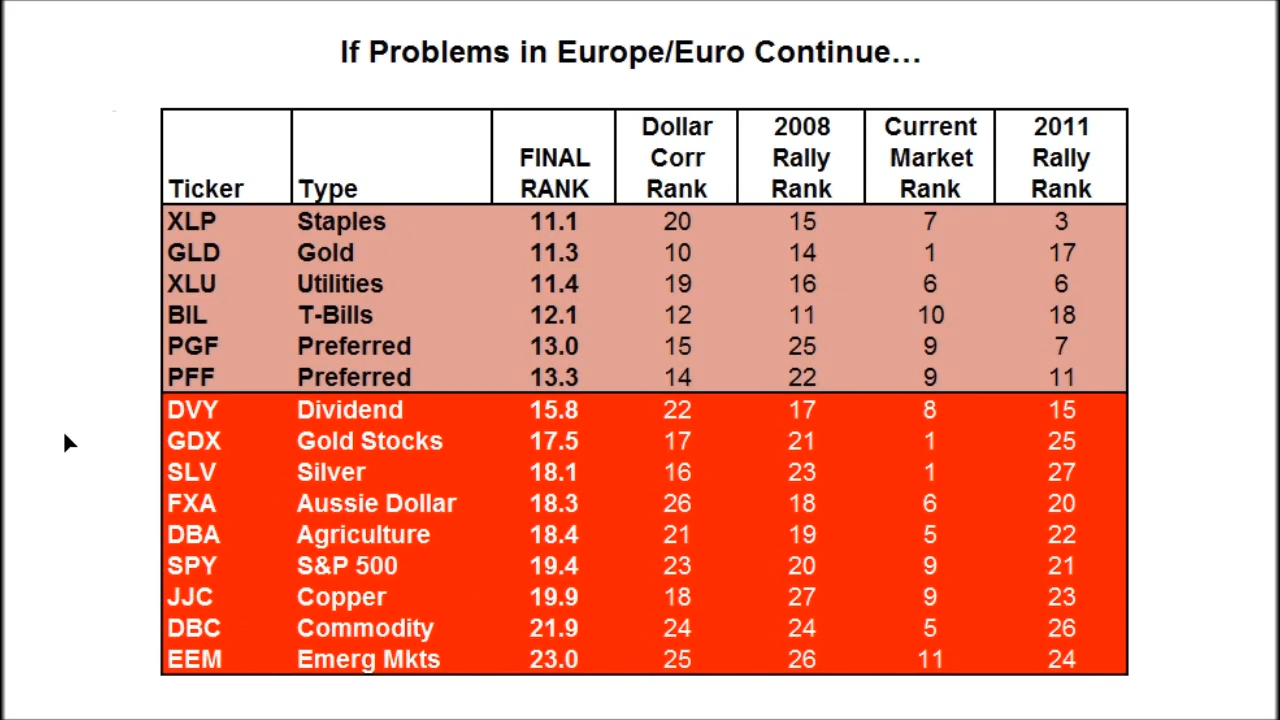 If Problems in Europe/Euro Continue…
Dollar 2008 Current 2011
FINAL Corr Rally Market Rally
Ticker Type RANK Rank Rank Rank Rank
XLP Staples 11.1 20 15 7 3
GLD Gold 11.3 10 14 1 17
XLU Utilities 11.4 19 16 6 6
BIL T-Bills 12.1 12 11 10 18
PGF Preferred 13.0 15 25 9 7
PFF Preferred 13.3 14 22 9 11
DVY Dividend 15.8 22 17 8 15
GDX Gold Stocks 17.5 17 21 1 25
SLV Silver 18.1 16 23 1 27
FXA Aussie Dollar 18.3 26 18 6 20
DBA Agriculture 18.4 21 19 5 22
SPY S&P 500 19.4 23 20 9 21
JJC Copper 19.9 18 27 9 23
DBC Commodity 21.9 24 24 5 26
EEM Emerg Mkts 23.0 25 26 11 24